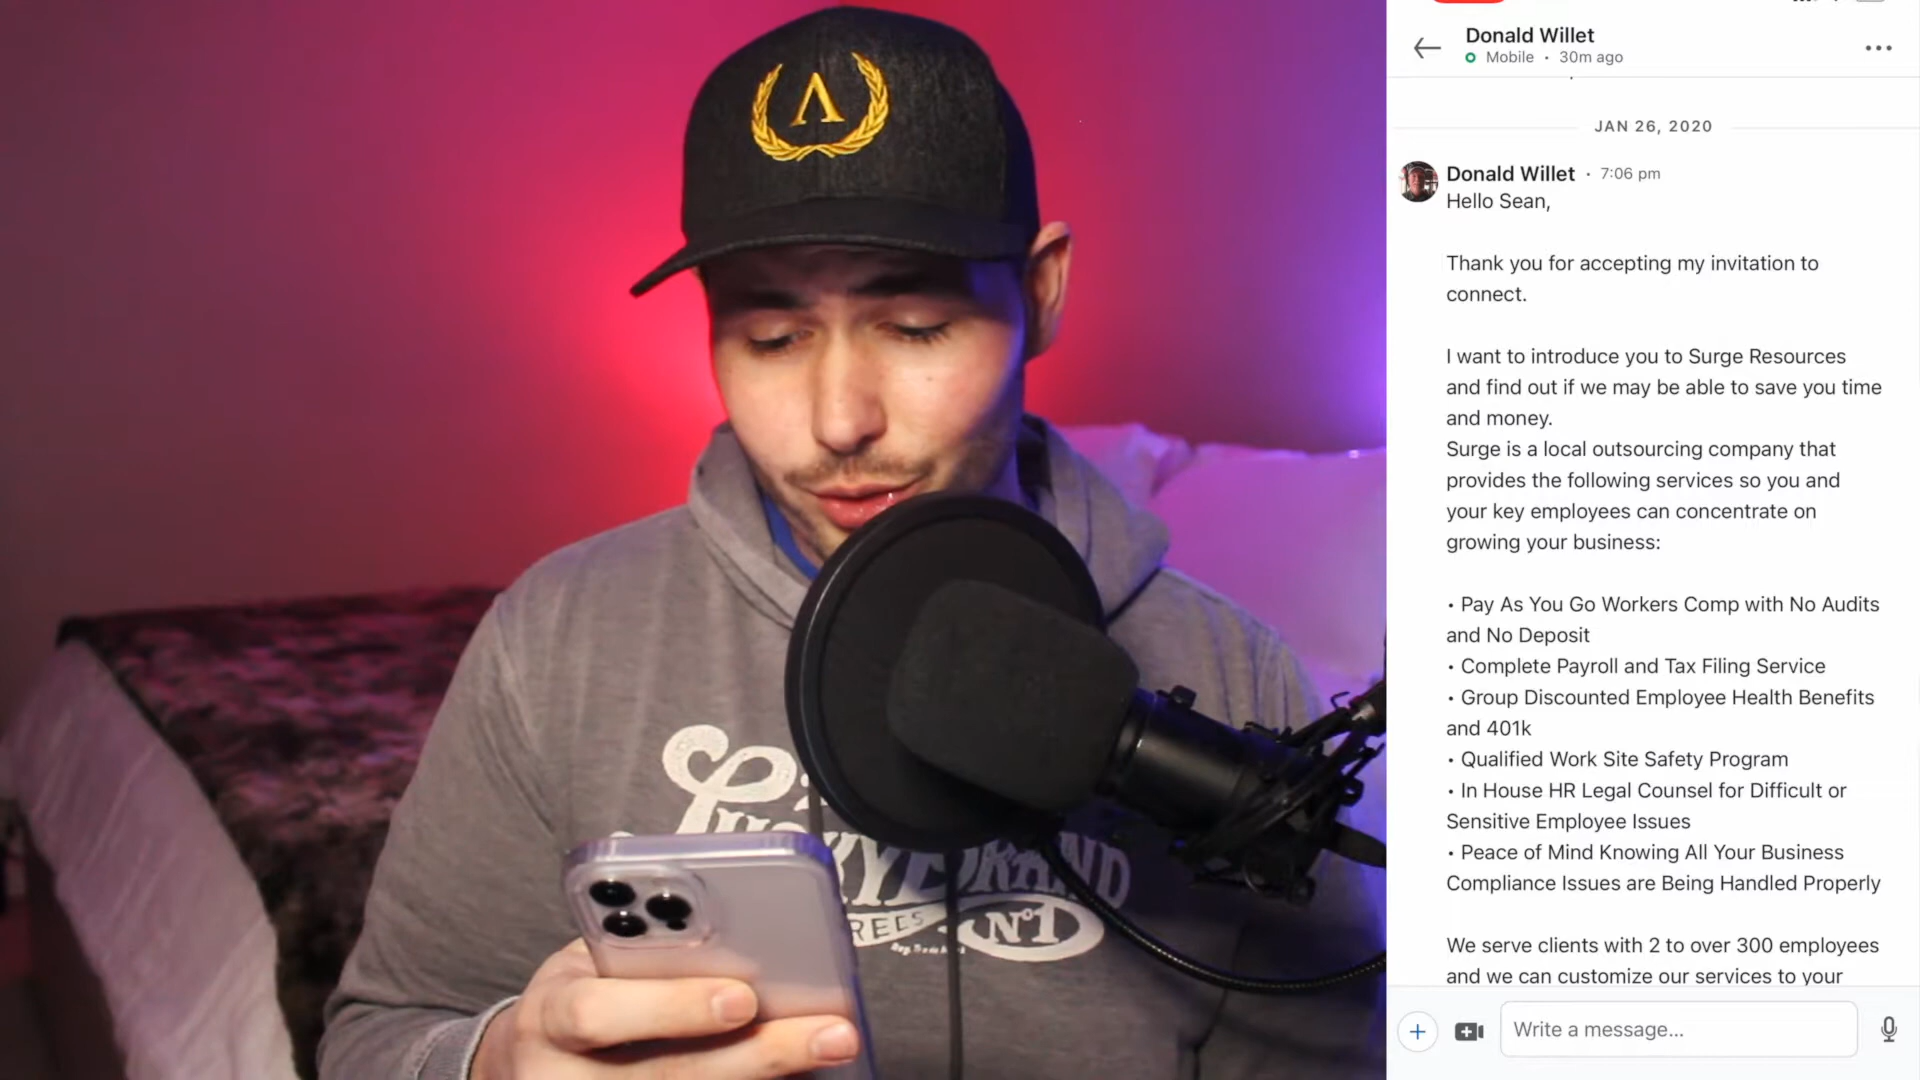 Λ
LUCKY BRAND
REES
Nº1
Donald Willet
Mobile • 30m ago
JAN 26, 2020
Donald Willet • 7:06 pm
Hello Sean,
Thank you for accepting my invitation to
connect.
I want to introduce you to Surge Resources
and find out if we may be able to save you time
and money.
Surge is a local outsourcing company that
provides the following services so you and
your key employees can concentrate on
growing your business:
• Pay As You Go Workers Comp with No Audits
and No Deposit
• Complete Payroll and Tax Filing Service
• Group Discounted Employee Health Benefits
and 401k
• Qualified Work Site Safety Program
• In House HR Legal Counsel for Difficult or
Sensitive Employee Issues
• Peace of Mind Knowing All Your Business
Compliance Issues are Being Handled Properly
We serve clients with 2 to over 300 employees
and we can customize our services to your
Write a message...